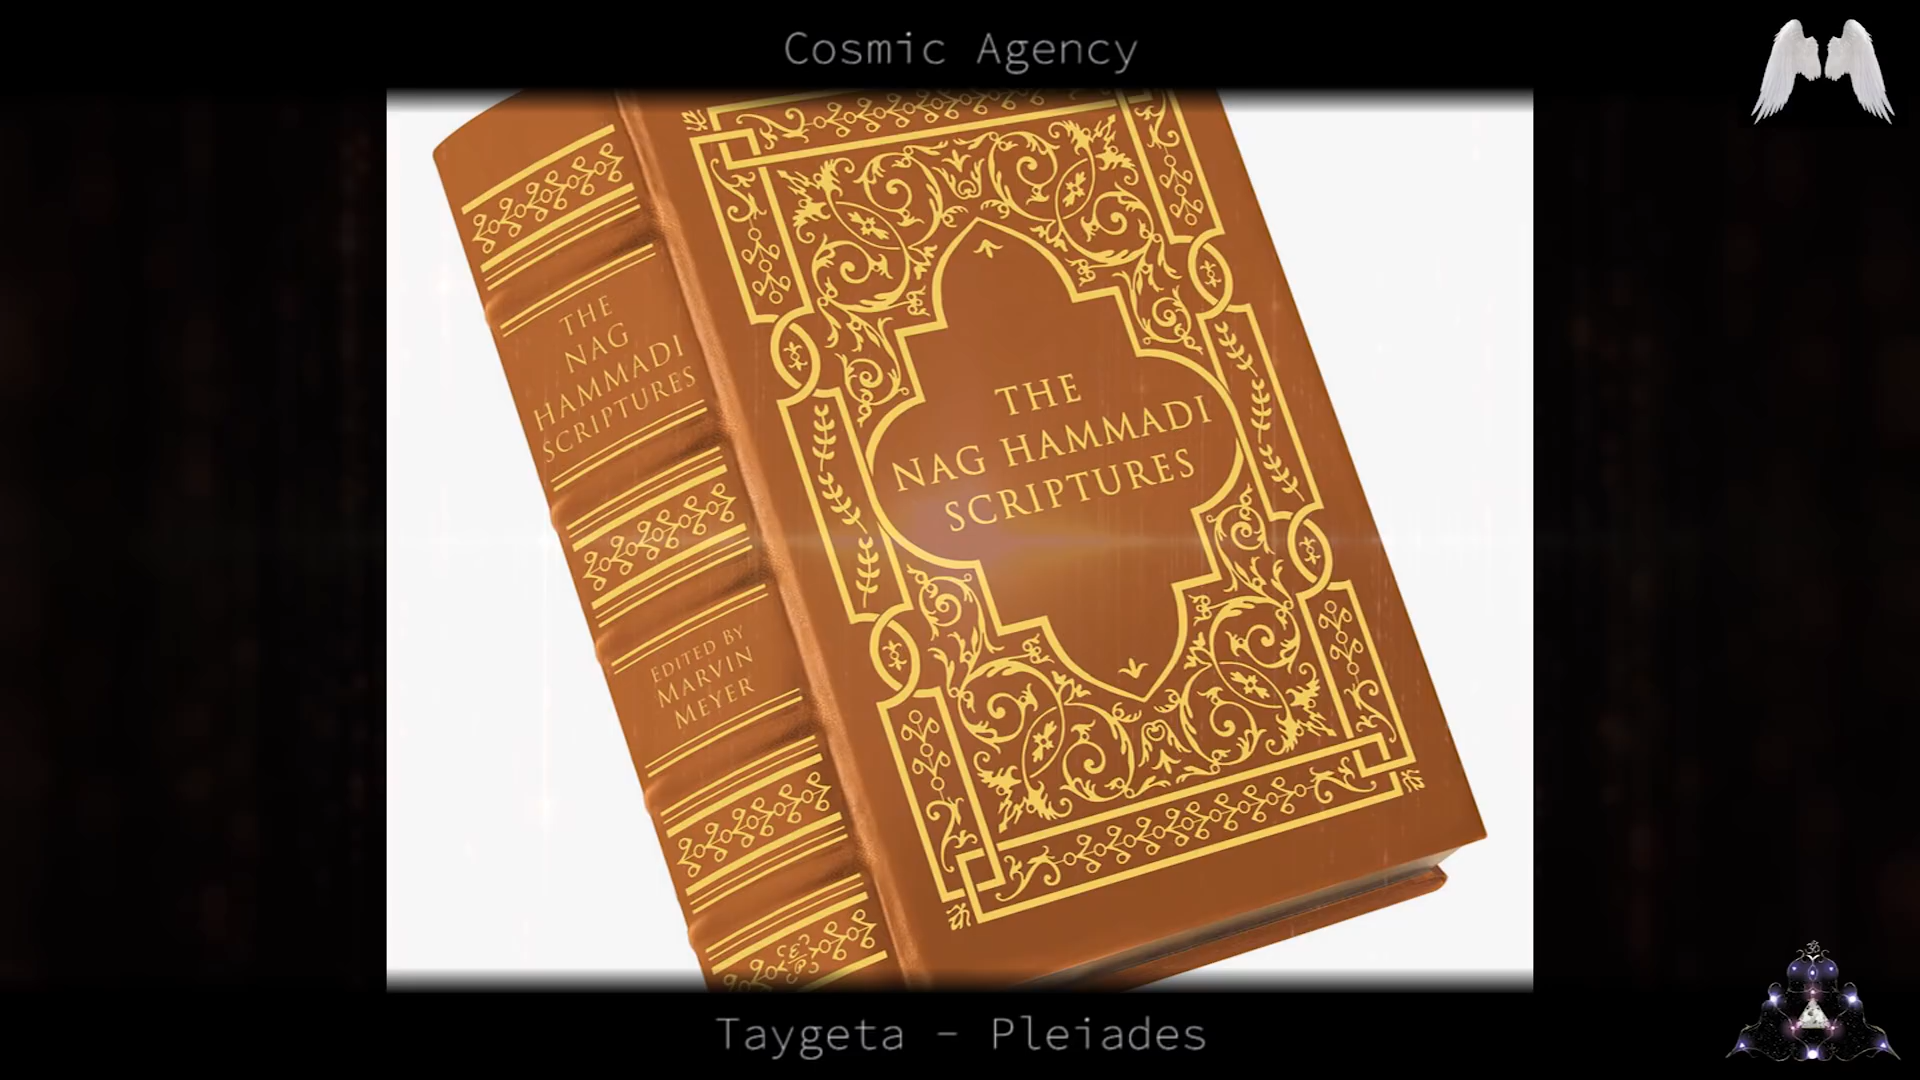 Cosmic Agency
THE
NAG
HAMMADI
SCRIPTURES
EDITED BY
MARVIN
MEYER
THE
NAG HAMMADI
SCRIPTURES
Taygeta - Pleiades
ॐ